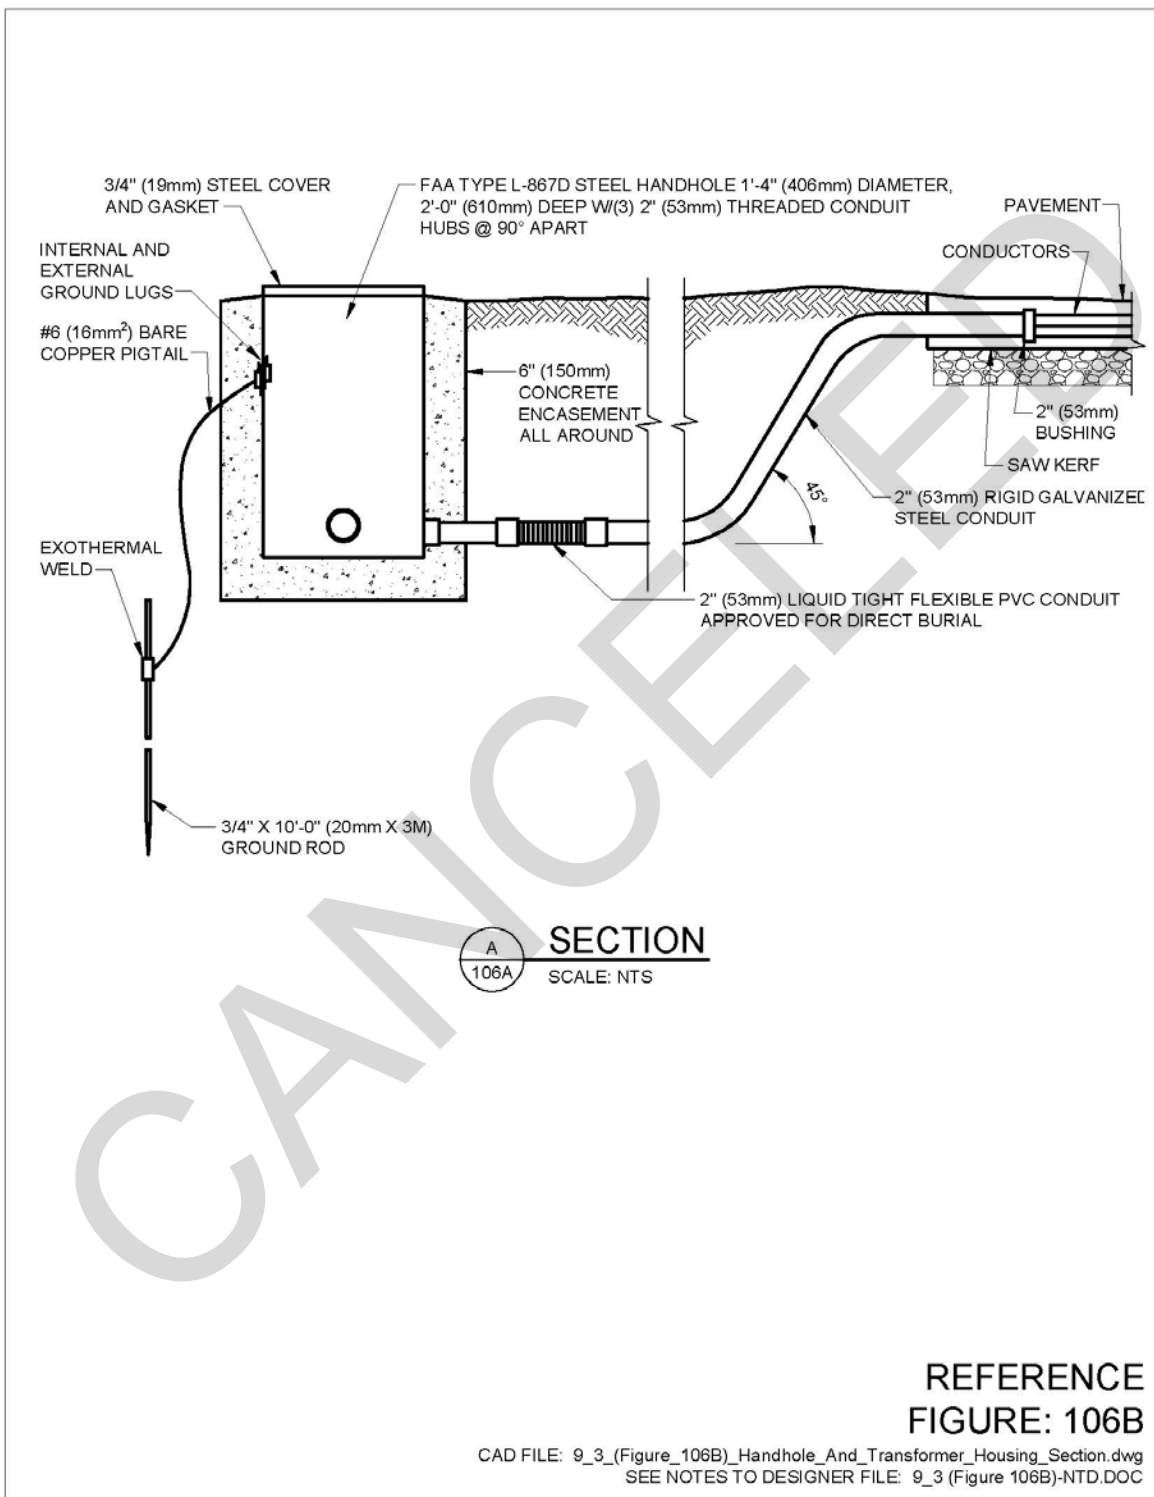 3/4" (19mm) STEEL COVER
AND GASKET
FAA TYPE L-867D STEEL HANDHOLE 1'-4" (406mm) DIAMETER,
2'-0" (610mm) DEEP W/(3) 2" (53mm) THREADED CONDUIT
HUBS @ 90° APART
PAVEMENT
CONDUCTORS
INTERNAL AND
EXTERNAL
GROUND LUGS
#6 (16mm²) BARE
COPPER PIGTAIL
6" (150mm)
CONCRETE
ENCASEMENT
ALL AROUND
2" (53mm)
BUSHING
SAW KERF
45°
2" (53mm) RIGID GALVANIZED
STEEL CONDUIT
EXOTHERMAL
WELD
2" (53mm) LIQUID TIGHT FLEXIBLE PVC CONDUIT
APPROVED FOR DIRECT BURIAL
3/4" X 10'-0" (20mm X 3M)
GROUND ROD
A
106A
SECTION
SCALE: NTS
CANCELED
REFERENCE
FIGURE: 106B
CAD FILE: 9_3_(Figure_106B)_Handhole_And_Transformer_Housing_Section.dwg
SEE NOTES TO DESIGNER FILE: 9_3 (Figure 106B)-NTD.DOC